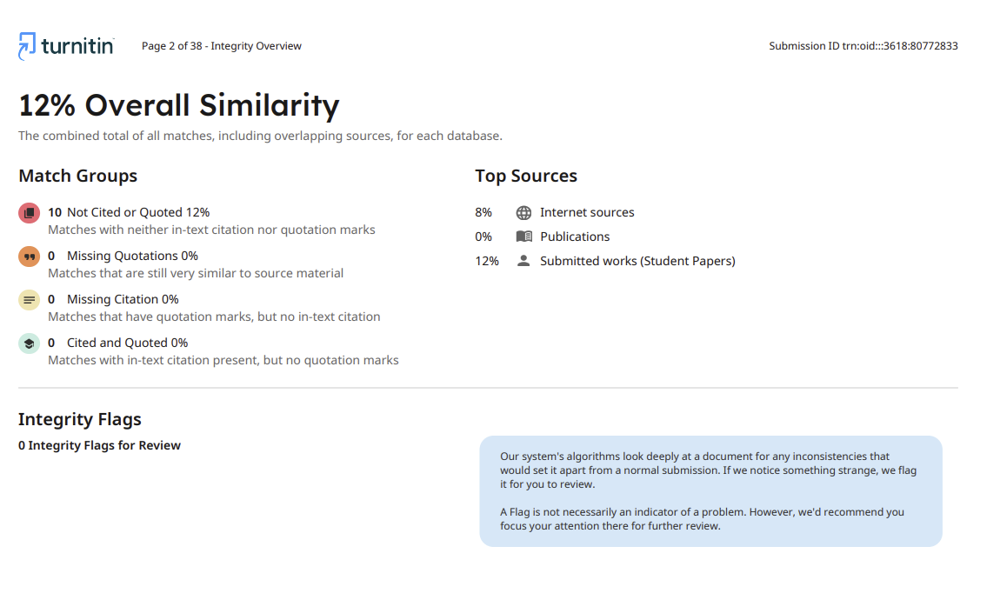 turnitin Page 2 of 38 - Integrity Overview Submission ID trn:oid:::3618:80772833
12% Overall Similarity
The combined total of all matches, including overlapping sources, for each database.
Match Groups
10 Not Cited or Quoted 12%
Matches with neither in-text citation nor quotation marks
0 Missing Quotations 0%
Matches that are still very similar to source material
0 Missing Citation 0%
Matches that have quotation marks, but no in-text citation
0 Cited and Quoted 0%
Matches with in-text citation present, but no quotation marks
Top Sources
8% Internet sources
0% Publications
12% Submitted works (Student Papers)
Integrity Flags
0 Integrity Flags for Review
Our system's algorithms look deeply at a document for any inconsistencies that
would set it apart from a normal submission. If we notice something strange, we flag
it for you to review.
A Flag is not necessarily an indicator of a problem. However, we'd recommend you
focus your attention there for further review.